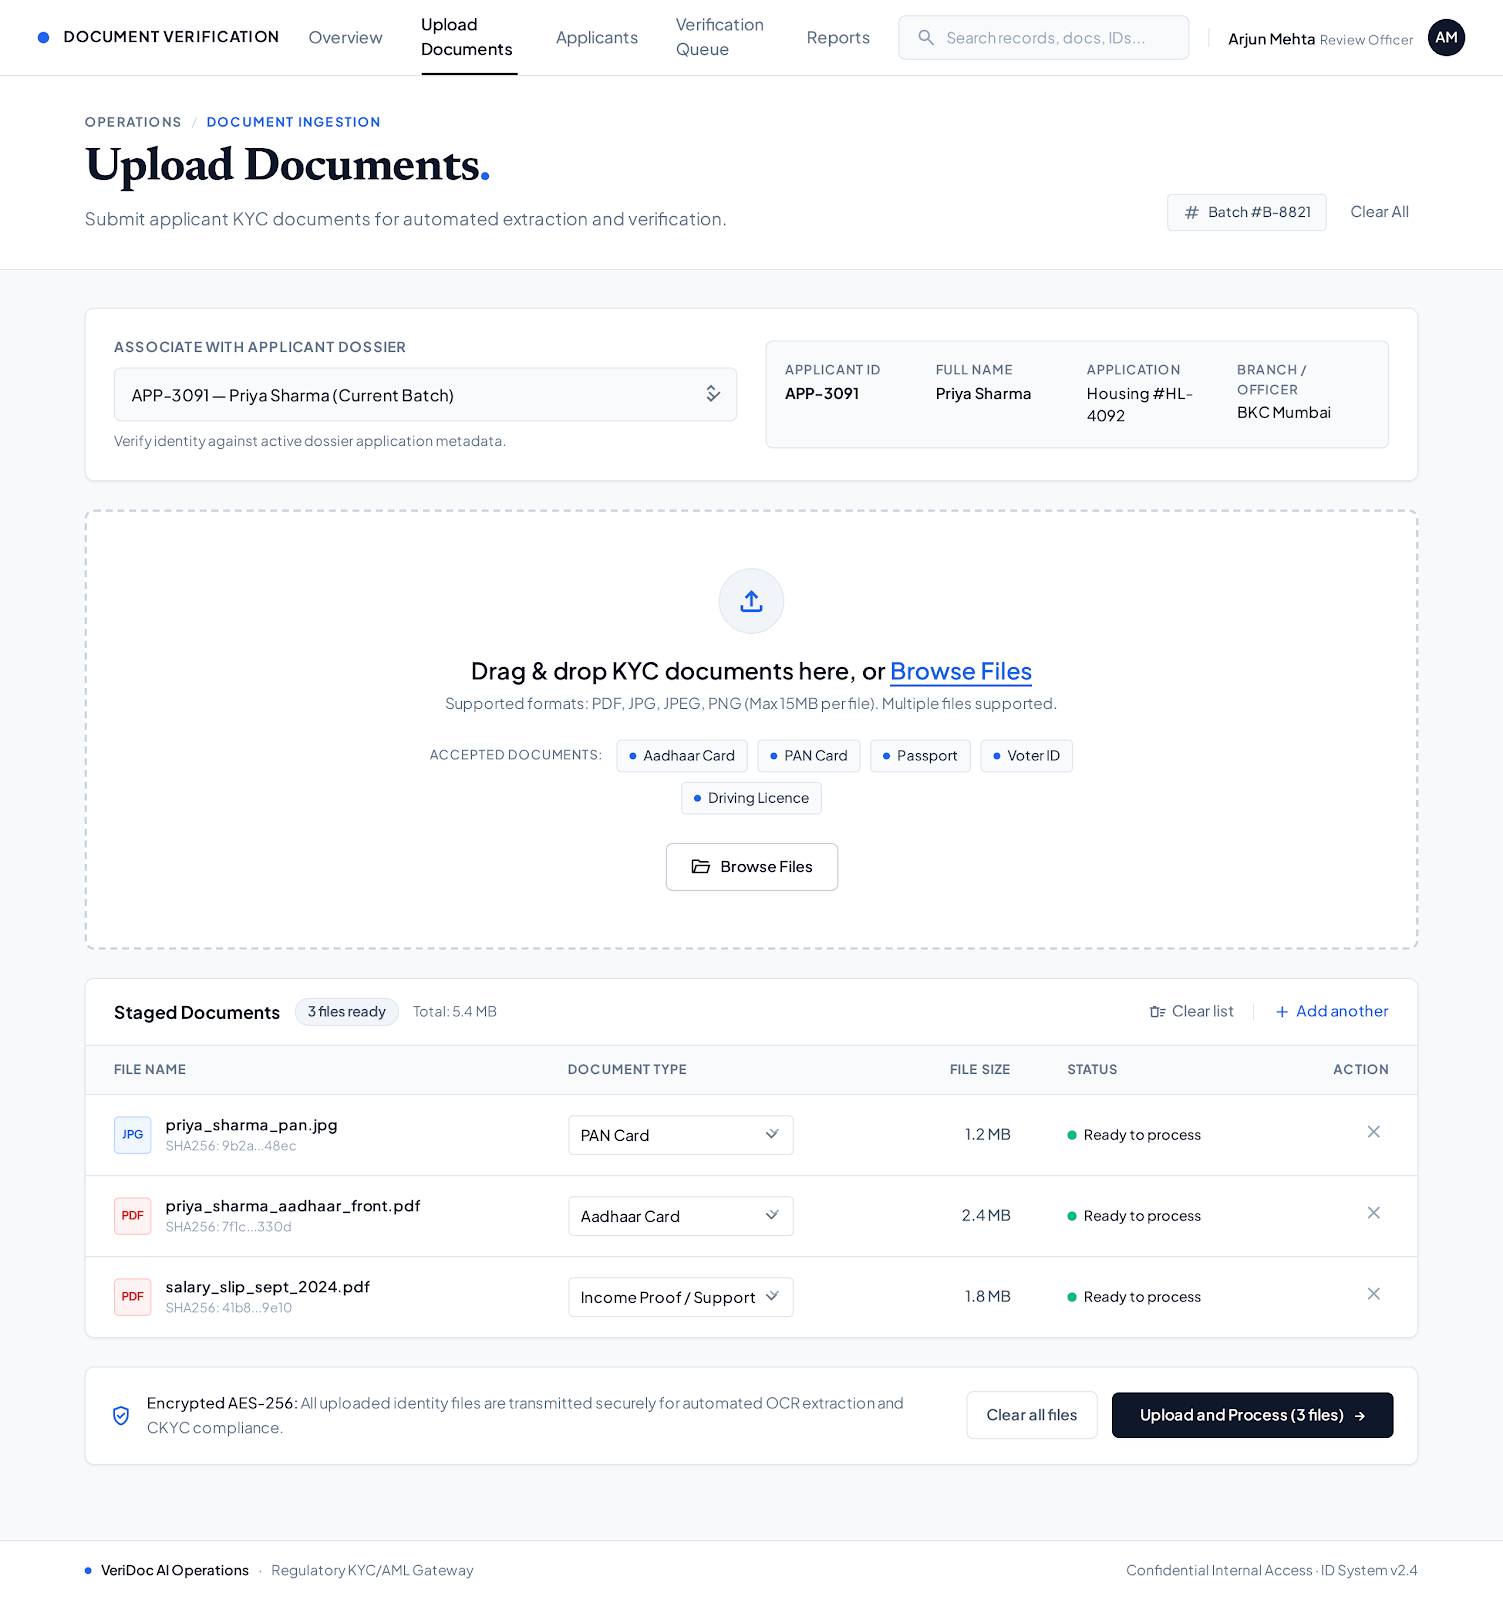 DOCUMENT VERIFICATION
Overview
Upload
Documents
Applicants
Verification
Queue
Reports
Search records, docs, IDs...
Arjun Mehta Review Officer
AM
OPERATIONS / DOCUMENT INGESTION
Upload Documents.
Submit applicant KYC documents for automated extraction and verification.
# Batch #B-8821
Clear All
ASSOCIATE WITH APPLICANT DOSSIER
APP-3091 — Priya Sharma (Current Batch)
Verify identity against active dossier application metadata.
APPLICANT ID
APP-3091
FULL NAME
Priya Sharma
APPLICATION
Housing #HL-
4092
BRANCH /
OFFICER
BKC Mumbai
Drag & drop KYC documents here, or Browse Files
Supported formats: PDF, JPG, JPEG, PNG (Max 15MB per file). Multiple files supported.
ACCEPTED DOCUMENTS: Aadhaar Card PAN Card Passport Voter ID
Driving Licence
Browse Files
Staged Documents 3 files ready Total: 5.4 MB
Clear list
+ Add another
FILE NAME DOCUMENT TYPE FILE SIZE STATUS ACTION
JPG priya_sharma_pan.jpg
SHA256: 9b2a...48ec
PAN Card
1.2 MB
Ready to process
PDF priya_sharma_aadhaar_front.pdf
SHA256: 7f1c...330d
Aadhaar Card
2.4 MB
Ready to process
PDF salary_slip_sept_2024.pdf
SHA256: 41b8...9e10
Income Proof / Support
1.8 MB
Ready to process
Encrypted AES-256: All uploaded identity files are transmitted securely for automated OCR extraction and
CKYC compliance.
Clear all files
Upload and Process (3 files) →
VeriDoc AI Operations · Regulatory KYC/AML Gateway
Confidential Internal Access · ID System v2.4